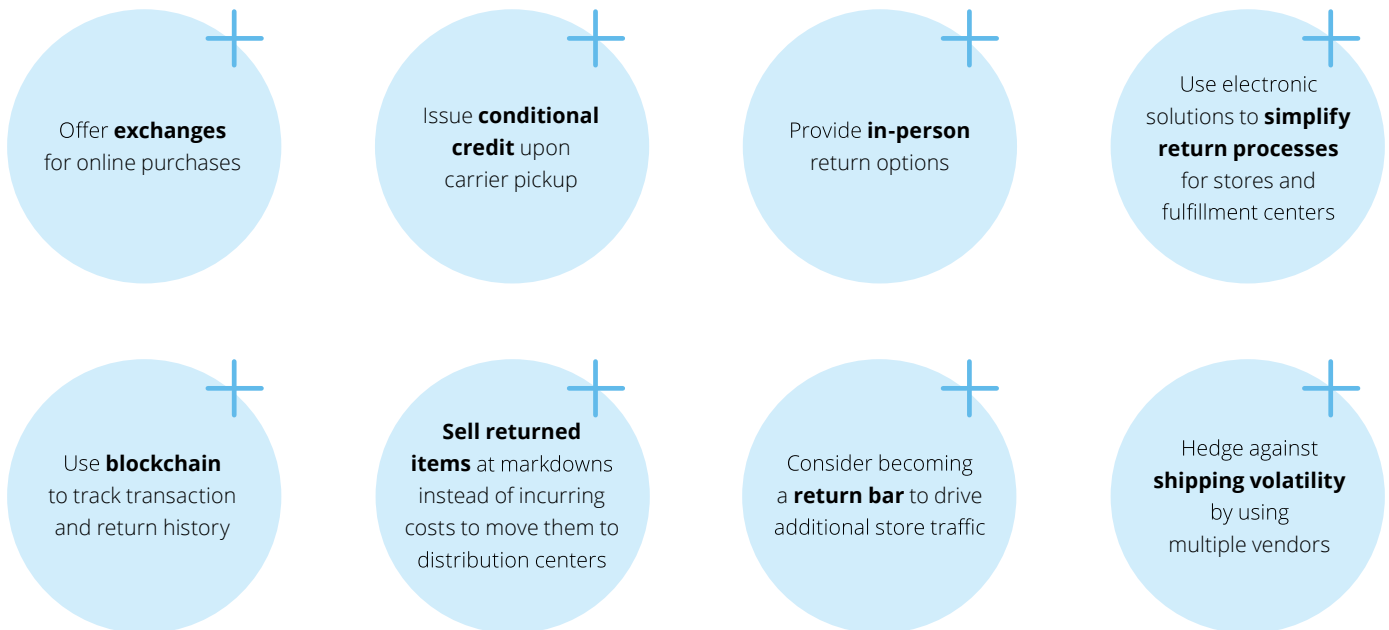 Offer exchanges
for online purchases
Issue conditional
credit upon
carrier pickup
Provide in-person
return options
Use electronic
solutions to simplify
return processes
for stores and
fulfillment centers
Use blockchain
to track transaction
and return history
Sell returned
items at markdowns
instead of incurring
costs to move them to
distribution centers
Consider becoming
a return bar to drive
additional store traffic
Hedge against
shipping volatility
by using
multiple vendors